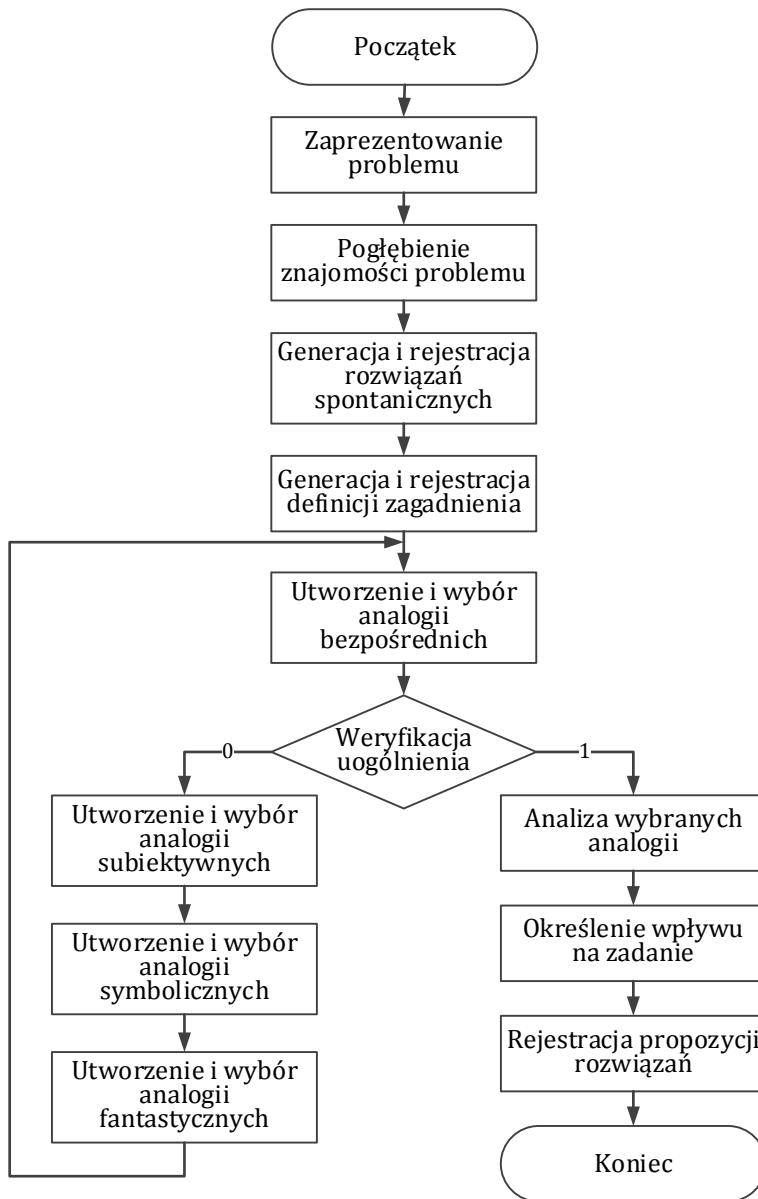 Początek
Zaprezentowanie
problemu
Pogłębienie
znajomości problemu
Generacja i rejestracja
rozwiązań
spontanicznych
Generacja i rejestracja
definicji zagadnienia
Utworzenie i wybór
analogii
bezpośrednich
Weryfikacja
uogólnienia
0
1
Utworzenie i wybór
analogii
subiektywnych
Utworzenie i wybór
analogii
symbolicznych
Utworzenie i wybór
analogii
fantastycznych
Analiza wybranych
analogii
Określenie wpływu
na zadanie
Rejestracja propozycji
rozwiązań
Koniec